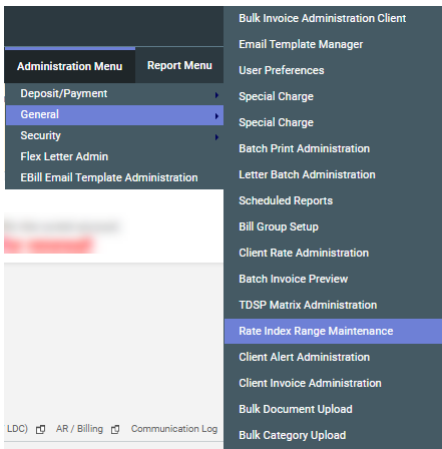 Administration Menu
Report Menu
Deposit/Payment
General
Security
Flex Letter Admin
EBill Email Template Administration
Bulk Invoice Administration Client
Email Template Manager
User Preferences
Special Charge
Special Charge
Batch Print Administration
Letter Batch Administration
Scheduled Reports
Bill Group Setup
Client Rate Administration
Batch Invoice Preview
TDSP Matrix Administration
Rate Index Range Maintenance
Client Alert Administration
Client Invoice Administration
Bulk Document Upload
Bulk Category Upload
LDC) AR / Billing Communication Log